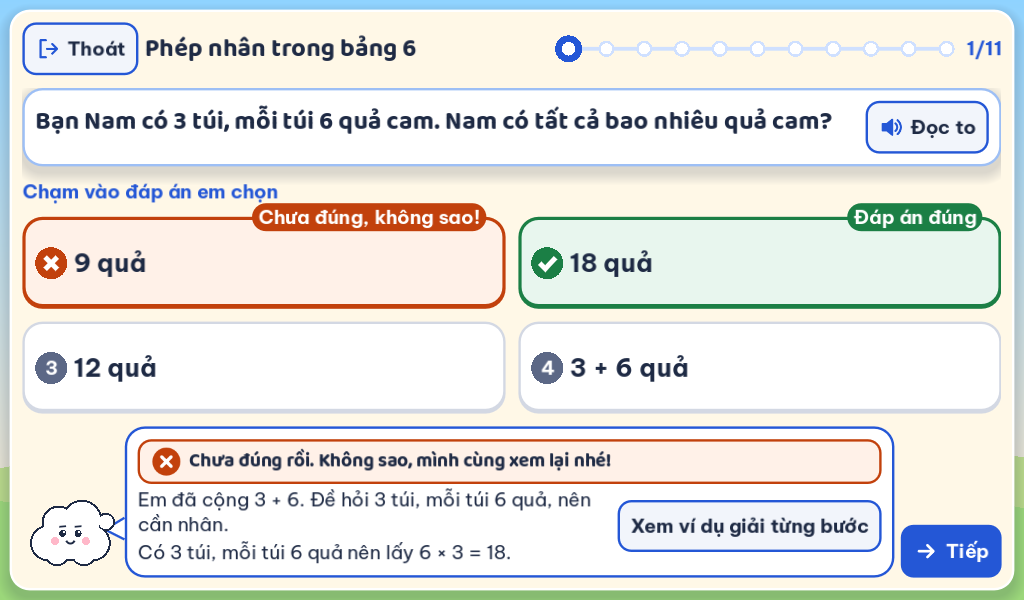 Thoát
Phép nhân trong bảng 6
1/11
Bạn Nam có 3 túi, mỗi túi 6 quả cam. Nam có tất cả bao nhiêu quả cam?
Đọc to
Chạm vào đáp án em chọn
Chưa đúng, không sao!
9 quả
Đáp án đúng
18 quả
3 12 quả
4 3 + 6 quả
Chưa đúng rồi. Không sao, mình cùng xem lại nhé!
Em đã cộng 3 + 6. Đề hỏi 3 túi, mỗi túi 6 quả, nên
cần nhân.
Có 3 túi, mỗi túi 6 quả nên lấy 6 × 3 = 18.
Xem ví dụ giải từng bước
Tiếp